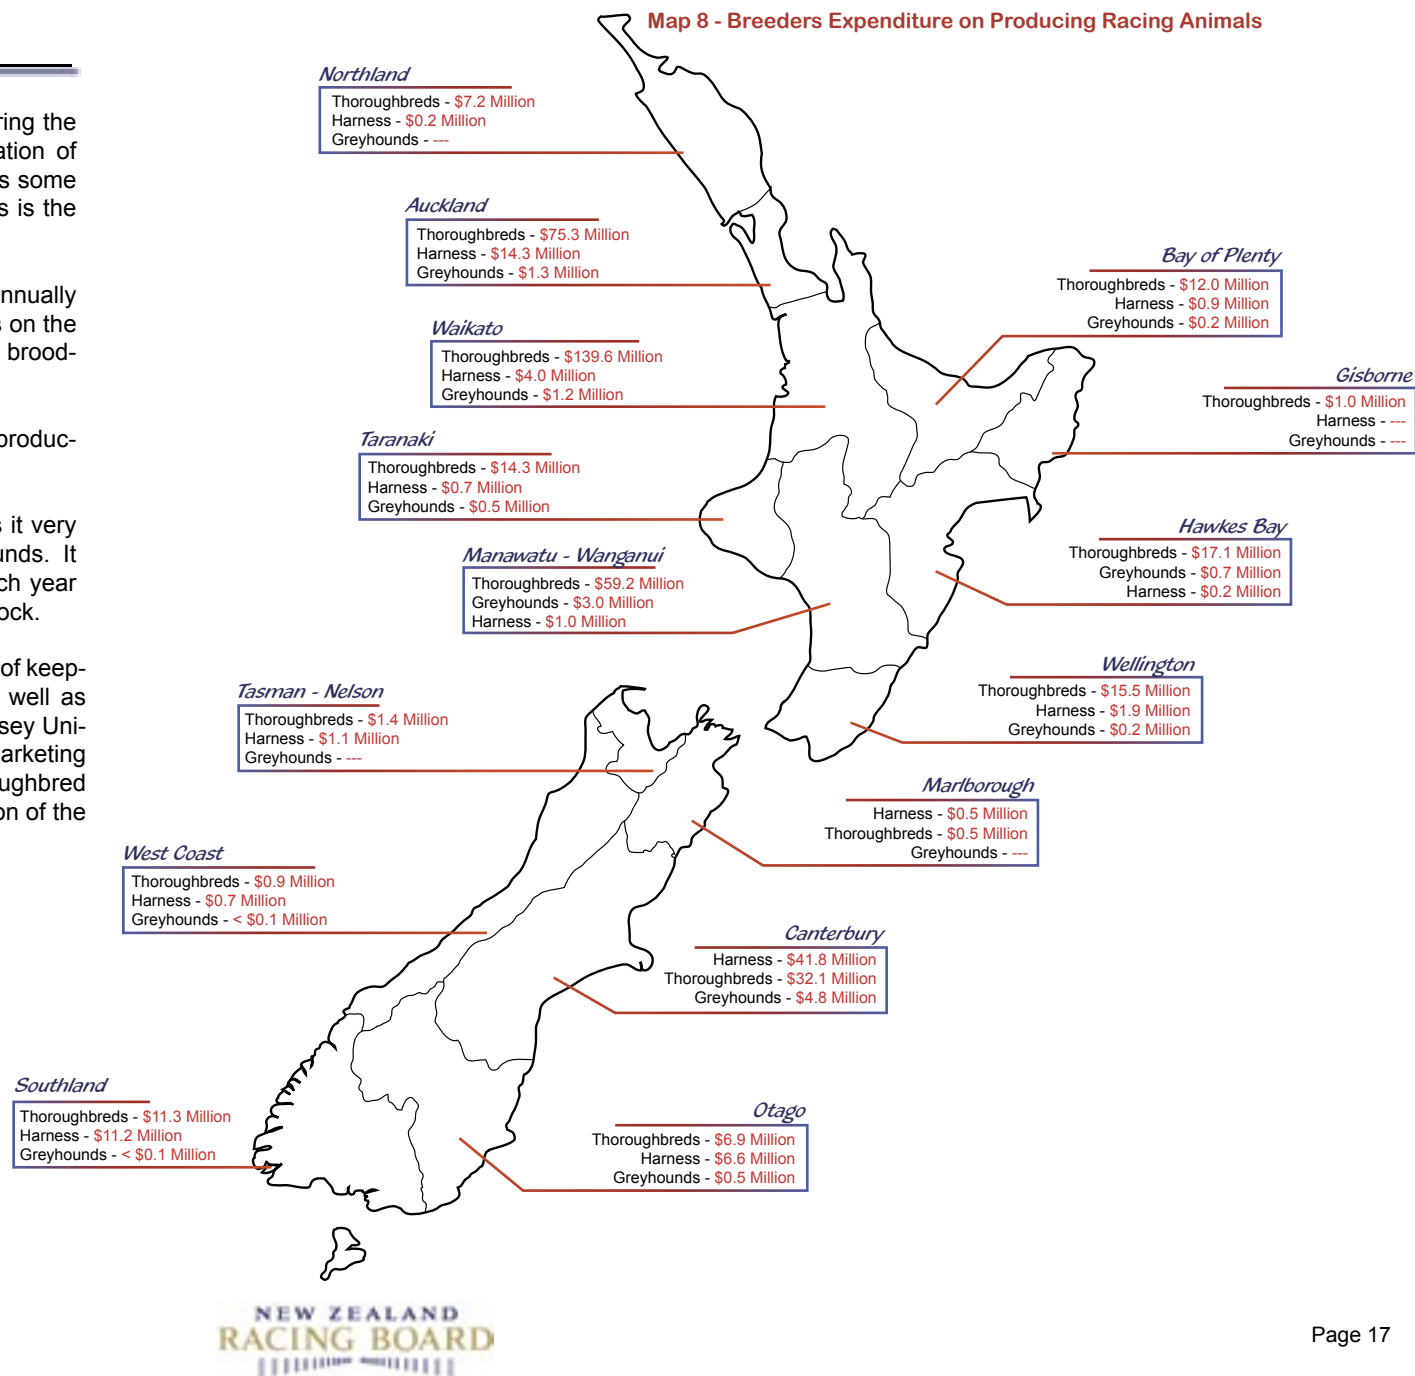 Map 8 - Breeders Expenditure on Producing Racing Animals
ring the
ation of
s some
s is the
nnually
s on the
brood-
produc-
s it very
unds. It
ch year
ock.
of keep-
well as
sey Uni-
arketing
ughbred
on of the
Northland
Thoroughbreds - $7.2 Million
Harness - $0.2 Million
Greyhounds - ---
Auckland
Thoroughbreds - $75.3 Million
Harness - $14.3 Million
Greyhounds - $1.3 Million
Bay of Plenty
Thoroughbreds - $12.0 Million
Harness - $0.9 Million
Greyhounds - $0.2 Million
Waikato
Thoroughbreds - $139.6 Million
Harness - $4.0 Million
Greyhounds - $1.2 Million
Gisborne
Thoroughbreds - $1.0 Million
Harness - ---
Greyhounds - ---
Taranaki
Thoroughbreds - $14.3 Million
Harness - $0.7 Million
Greyhounds - $0.5 Million
Hawkes Bay
Thoroughbreds - $17.1 Million
Greyhounds - $0.7 Million
Harness - $0.2 Million
Manawatu - Wanganui
Thoroughbreds - $59.2 Million
Greyhounds - $3.0 Million
Harness - $1.0 Million
Wellington
Thoroughbreds - $15.5 Million
Harness - $1.9 Million
Greyhounds - $0.2 Million
Tasman - Nelson
Thoroughbreds - $1.4 Million
Harness - $1.1 Million
Greyhounds - ---
Marlborough
Harness - $0.5 Million
Thoroughbreds - $0.5 Million
Greyhounds - ---
West Coast
Thoroughbreds - $0.9 Million
Harness - $0.7 Million
Greyhounds - < $0.1 Million
Canterbury
Harness - $41.8 Million
Thoroughbreds - $32.1 Million
Greyhounds - $4.8 Million
Southland
Thoroughbreds - $11.3 Million
Harness - $11.2 Million
Greyhounds - < $0.1 Million
Otago
Thoroughbreds - $6.9 Million
Harness - $6.6 Million
Greyhounds - $0.5 Million
NEW ZEALAND
RACING BOARD
Page 17